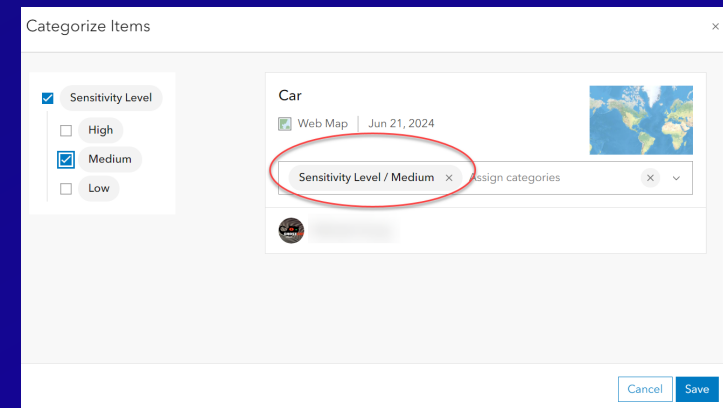 Categorize Items
×
Sensitivity Level
High
Medium
Low
Car
Web Map | Jun 21, 2024
Sensitivity Level / Medium × Assign categories ×
Cancel Save